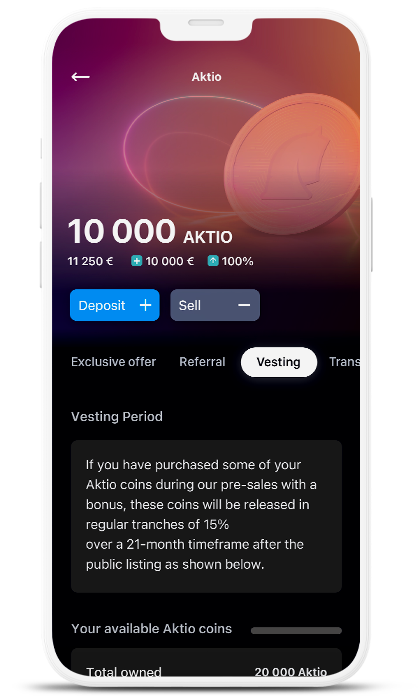 Aktio
10 000 AKTIO
11 250 € 10 000 € 100%
Deposit + Sell −
Exclusive offer Referral Vesting Trans
Vesting Period
If you have purchased some of your
Aktio coins during our pre-sales with a
bonus, these coins will be released in
regular tranches of 15%
over a 21-month timeframe after the
public listing as shown below.
Your available Aktio coins
Total owned 20 000 Aktio